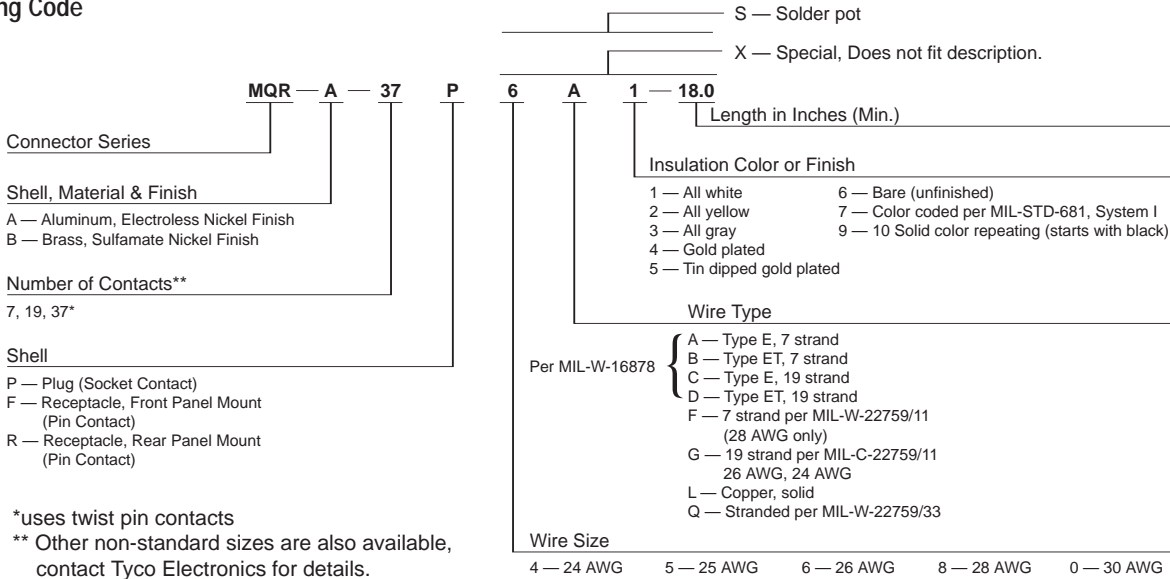 ng Code
S — Solder pot
X — Special, Does not fit description.
MQR — A — 37 P 6 A 1 — 18.0
Length in Inches (Min.)
Connector Series
Insulation Color or Finish
1 — All white
2 — All yellow
3 — All gray
4 — Gold plated
5 — Tin dipped gold plated
6 — Bare (unfinished)
7 — Color coded per MIL-STD-681, System I
9 — 10 Solid color repeating (starts with black)
Shell, Material & Finish
A — Aluminum, Electroless Nickel Finish
B — Brass, Sulfamate Nickel Finish
Number of Contacts**
7, 19, 37*
Wire Type
Per MIL-W-16878
A — Type E, 7 strand
B — Type ET, 7 strand
C — Type E, 19 strand
D — Type ET, 19 strand
F — 7 strand per MIL-W-22759/11
(28 AWG only)
G — 19 strand per MIL-C-22759/11
26 AWG, 24 AWG
L — Copper, solid
Q — Stranded per MIL-W-22759/33
Shell
P — Plug (Socket Contact)
F — Receptacle, Front Panel Mount
(Pin Contact)
R — Receptacle, Rear Panel Mount
(Pin Contact)
*uses twist pin contacts
** Other non-standard sizes are also available,
contact Tyco Electronics for details.
Wire Size
4 — 24 AWG 5 — 25 AWG 6 — 26 AWG 8 — 28 AWG 0 — 30 AWG